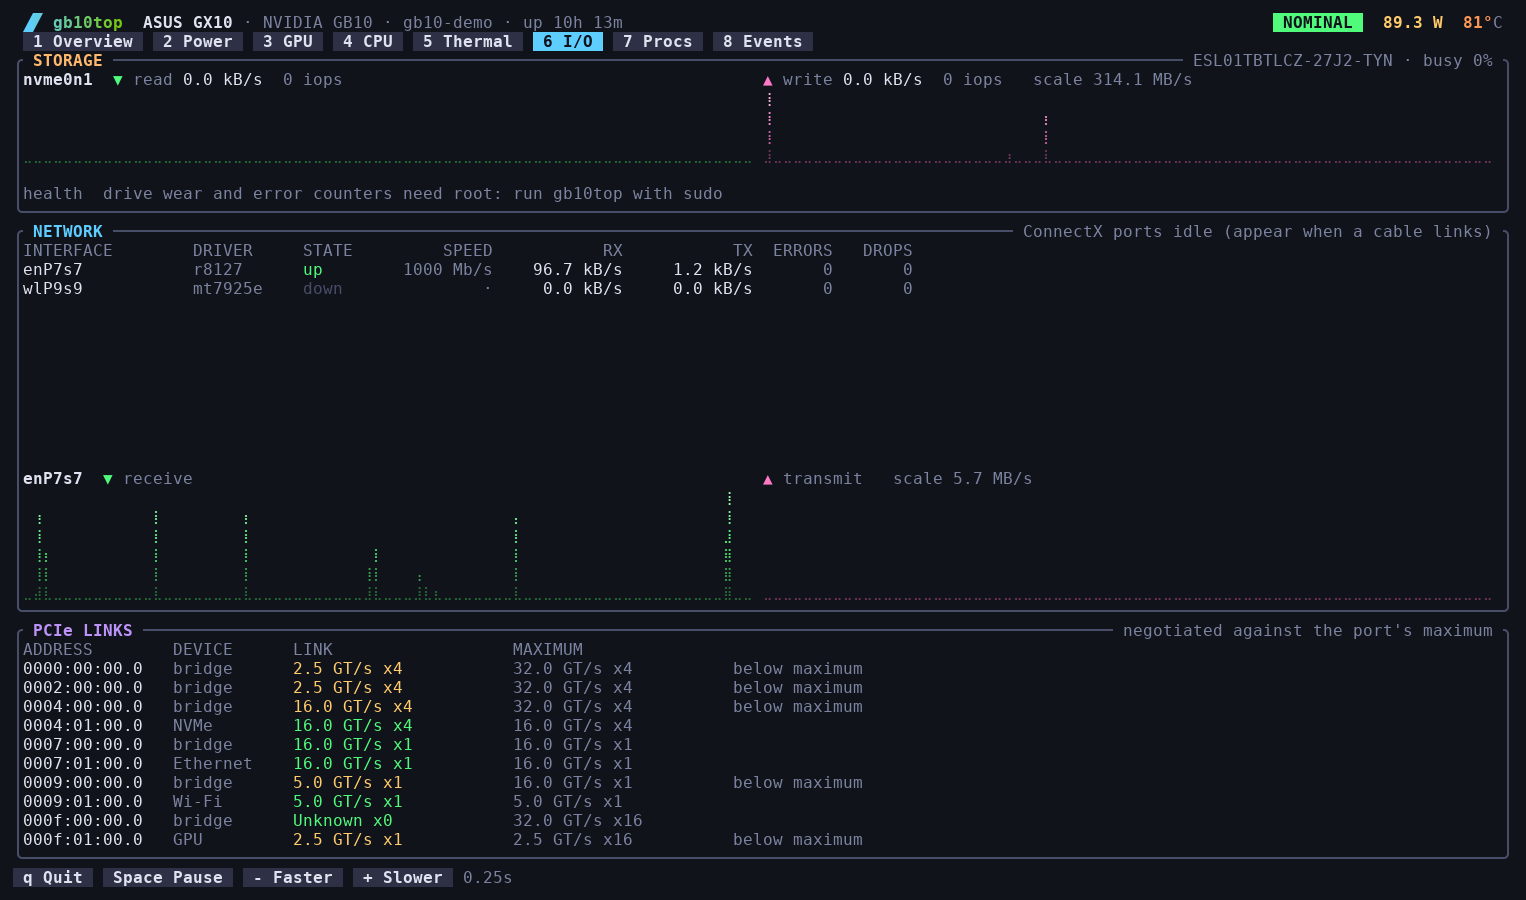 gb10top ASUS GX10 · NVIDIA GB10 · gb10-demo · up 10h 13m NOMINAL 89.3 W 81°C
1 Overview 2 Power 3 GPU 4 CPU 5 Thermal 6 I/O 7 Procs 8 Events
STORAGE ESL01TBTLCZ-27J2-TYN · busy 0%
nvme0n1 ▼ read 0.0 kB/s 0 iops ▲ write 0.0 kB/s 0 iops scale 314.1 MB/s
health drive wear and error counters need root: run gb10top with sudo
NETWORK ConnectX ports idle (appear when a cable links)
INTERFACE DRIVER STATE SPEED RX TX ERRORS DROPS
enP7s7 r8127 up 1000 Mb/s 96.7 kB/s 1.2 kB/s 0 0
wlP9s9 mt7925e down · 0.0 kB/s 0.0 kB/s 0 0
enP7s7 ▼ receive ▲ transmit scale 5.7 MB/s
PCIe LINKS negotiated against the port's maximum
ADDRESS DEVICE LINK MAXIMUM
0000:00:00.0 bridge 2.5 GT/s x4 32.0 GT/s x4 below maximum
0002:00:00.0 bridge 2.5 GT/s x4 32.0 GT/s x4 below maximum
0004:00:00.0 bridge 16.0 GT/s x4 32.0 GT/s x4 below maximum
0004:01:00.0 NVMe 16.0 GT/s x4 16.0 GT/s x4
0007:00:00.0 bridge 16.0 GT/s x1 16.0 GT/s x1
0007:01:00.0 Ethernet 16.0 GT/s x1 16.0 GT/s x1
0009:00:00.0 bridge 5.0 GT/s x1 16.0 GT/s x1 below maximum
0009:01:00.0 Wi-Fi 5.0 GT/s x1 5.0 GT/s x1
000f:00:00.0 bridge Unknown x0 32.0 GT/s x16
000f:01:00.0 GPU 2.5 GT/s x1 2.5 GT/s x16 below maximum
q Quit Space Pause - Faster + Slower 0.25s